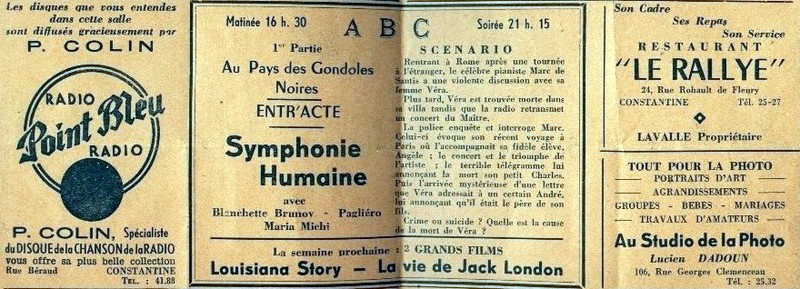 Les disques que vous entendez
dans cette salle
sont diffusés gracieusement par
P. COLIN
RADIO
Point Bleu
RADIO
P. COLIN, Spécialiste
du DISQUE de la CHANSON de la RADIO
vous offre sa plus belle collection
Rue Béraud CONSTANTINE
TEL. : 41.88
Matinée 16 h. 30 ABC Soirée 21 h. 15
1re Partie
Au Pays des Gondoles
Noires
ENTR'ACTE
Symphonie
Humaine
avec
Blanchette Brunoy - Pagliéro
Maria Michi
SCENARIO
Rentrant à Rome après une tournée
à l'étranger, le célèbre pianiste Marc de
Santis a une violente discussion avec sa
femme Véra.
Plus tard, Véra est trouvée morte dans
sa villa tandis que la radio retransmet
un concert du Maître.
La police enquête et interroge Marc.
Celui-ci évoque son récent voyage à
Paris où l'accompagnait sa fidèle élève,
Angèle ; le concert et le triomphe de
l'artiste ; le terrible télégramme lui
annonçant la mort son petit Charles.
Puis l'arrivée mystérieuse d'une lettre
que Véra adressait à un certain André,
lui annonçant qu'il était le père de son
fils.
Crime ou suicide ? Quelle est la cause
de la mort de Véra ?
La semaine prochaine : 2 GRANDS FILMS
Louisiana Story — La vie de Jack London
Son Cadre
Ses Repas
Son Service
RESTAURANT
"LE RALLYE"
24, Rue Rohault de Fleury
CONSTANTINE Tél. 25-27
LAVALLE Propriétaire
TOUT POUR LA PHOTO
PORTRAITS D'ART
AGRANDISSEMENTS
GROUPES - BEBES - MARIAGES
TRAVAUX D'AMATEURS
Au Studio de la Photo
Lucien DADOUN
106, Rue Georges Clemenceau
Tél. : 25.32